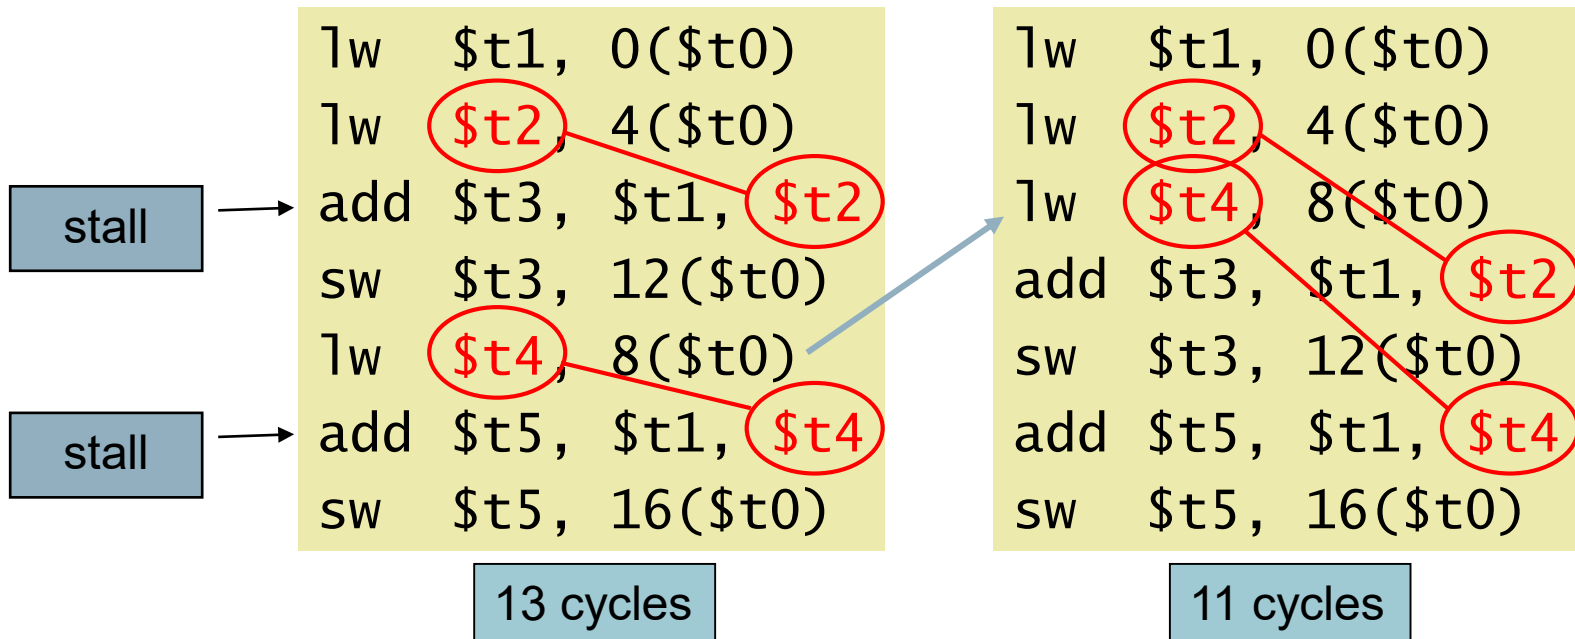 lw $t1, 0($t0)
lw $t2, 4($t0)
add $t3, $t1, $t2
sw $t3, 12($t0)
lw $t4, 8($t0)
add $t5, $t1, $t4
sw $t5, 16($t0)
stall
stall
13 cycles
lw $t1, 0($t0)
lw $t2, 4($t0)
lw $t4, 8($t0)
add $t3, $t1, $t2
sw $t3, 12($t0)
add $t5, $t1, $t4
sw $t5, 16($t0)
11 cycles